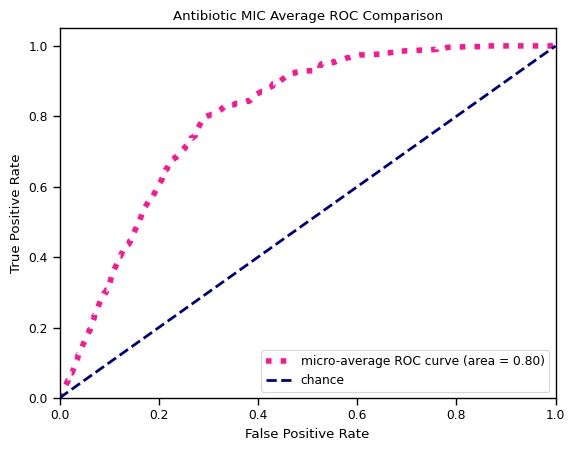 Antibiotic MIC Average ROC Comparison
True Positive Rate
1.0
0.8
0.6
0.4
0.2
0.0
micro-average ROC curve (area = 0.80)
chance
0.0 0.2 0.4 0.6 0.8 1.0
False Positive Rate